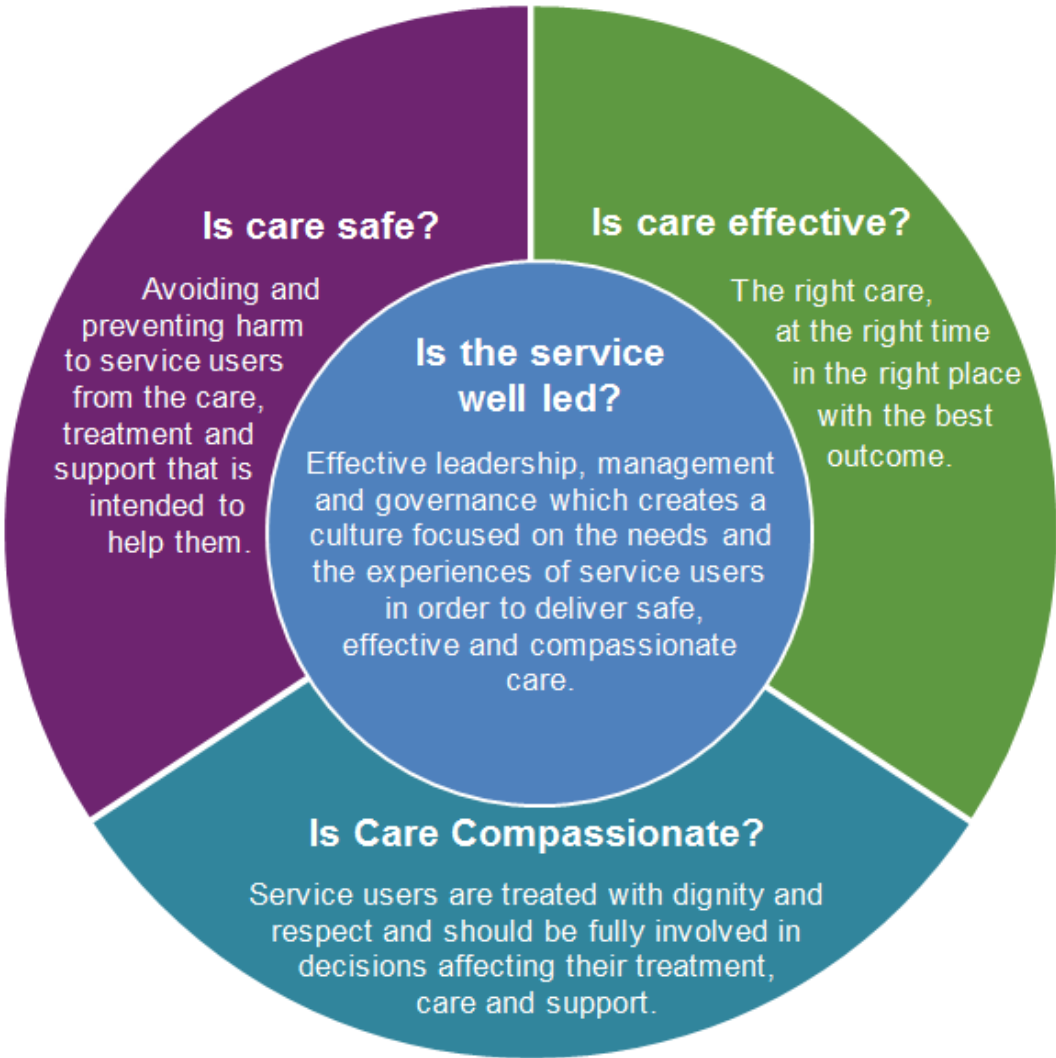 Is care safe?
Avoiding and
preventing harm
to service users
from the care,
treatment and
support that is
intended to
help them.
Is care effective?
The right care,
at the right time
in the right place
with the best
outcome.
Is the service
well led?
Effective leadership, management
and governance which creates a
culture focused on the needs and
the experiences of service users
in order to deliver safe,
effective and compassionate
care.
Is Care Compassionate?
Service users are treated with dignity and
respect and should be fully involved in
decisions affecting their treatment,
care and support.